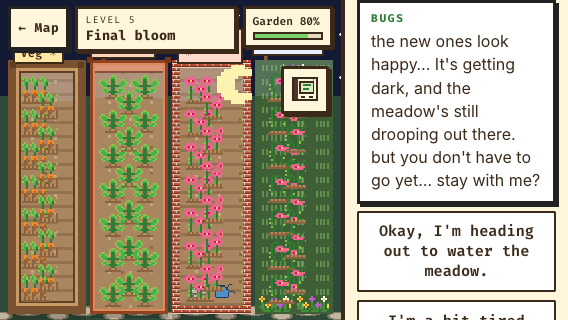 ← Map
LEVEL 5
Final bloom
Garden 80%
Veg
BUGS
the new ones look
happy... It's getting
dark, and the
meadow's still
drooping out there.
but you don't have to
go yet... stay with me?
Okay, I'm heading
out to water the
meadow.
I'm a bit tired